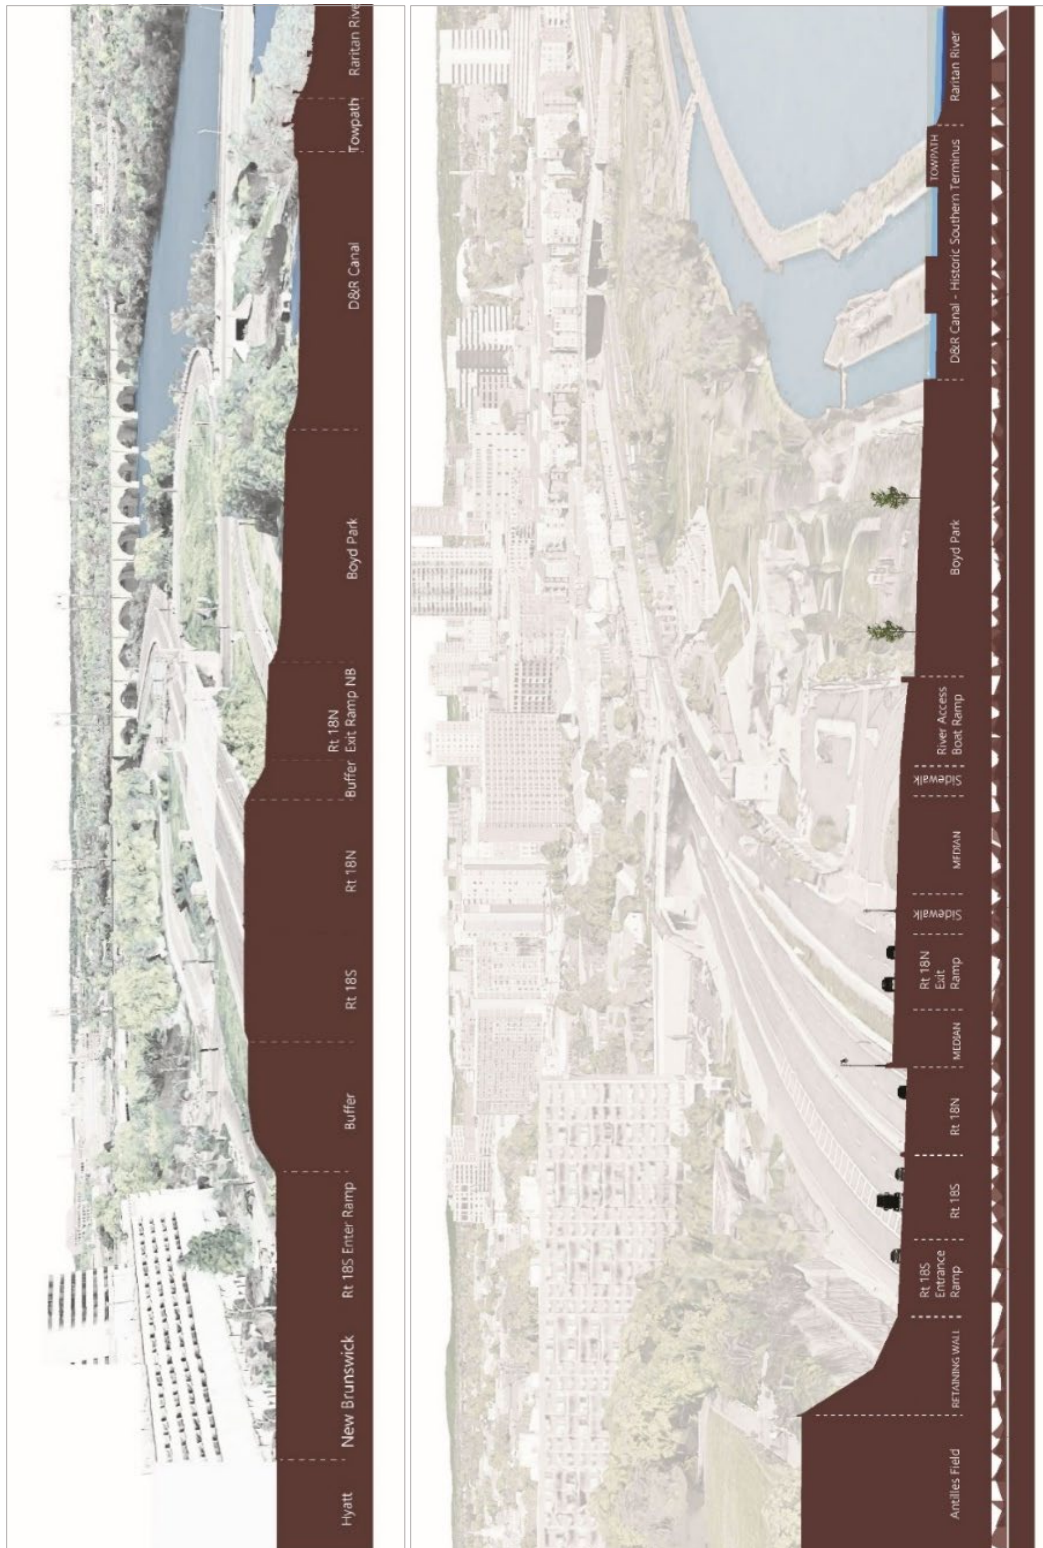 Hyatt
New Brunswick
Rt 18S Enter Ramp
Buffer
Rt 18S
Rt 18N
Buffer
Rt 18N
Exit Ramp NB
Boyd Park
D&R Canal
Towpath
Raritan Rive
Antilles Field
RETAINING WALL
Rt 18S
Entrance
Ramp
Rt 18S
Rt 18N
MEDIAN
Rt 18N
Exit
Ramp
Sidewalk
MEDIAN
Sidewalk
River Access
Boat Ramp
Boyd Park
D&R Canal - Historic Southern Terminus
TOWPATH
Raritan River